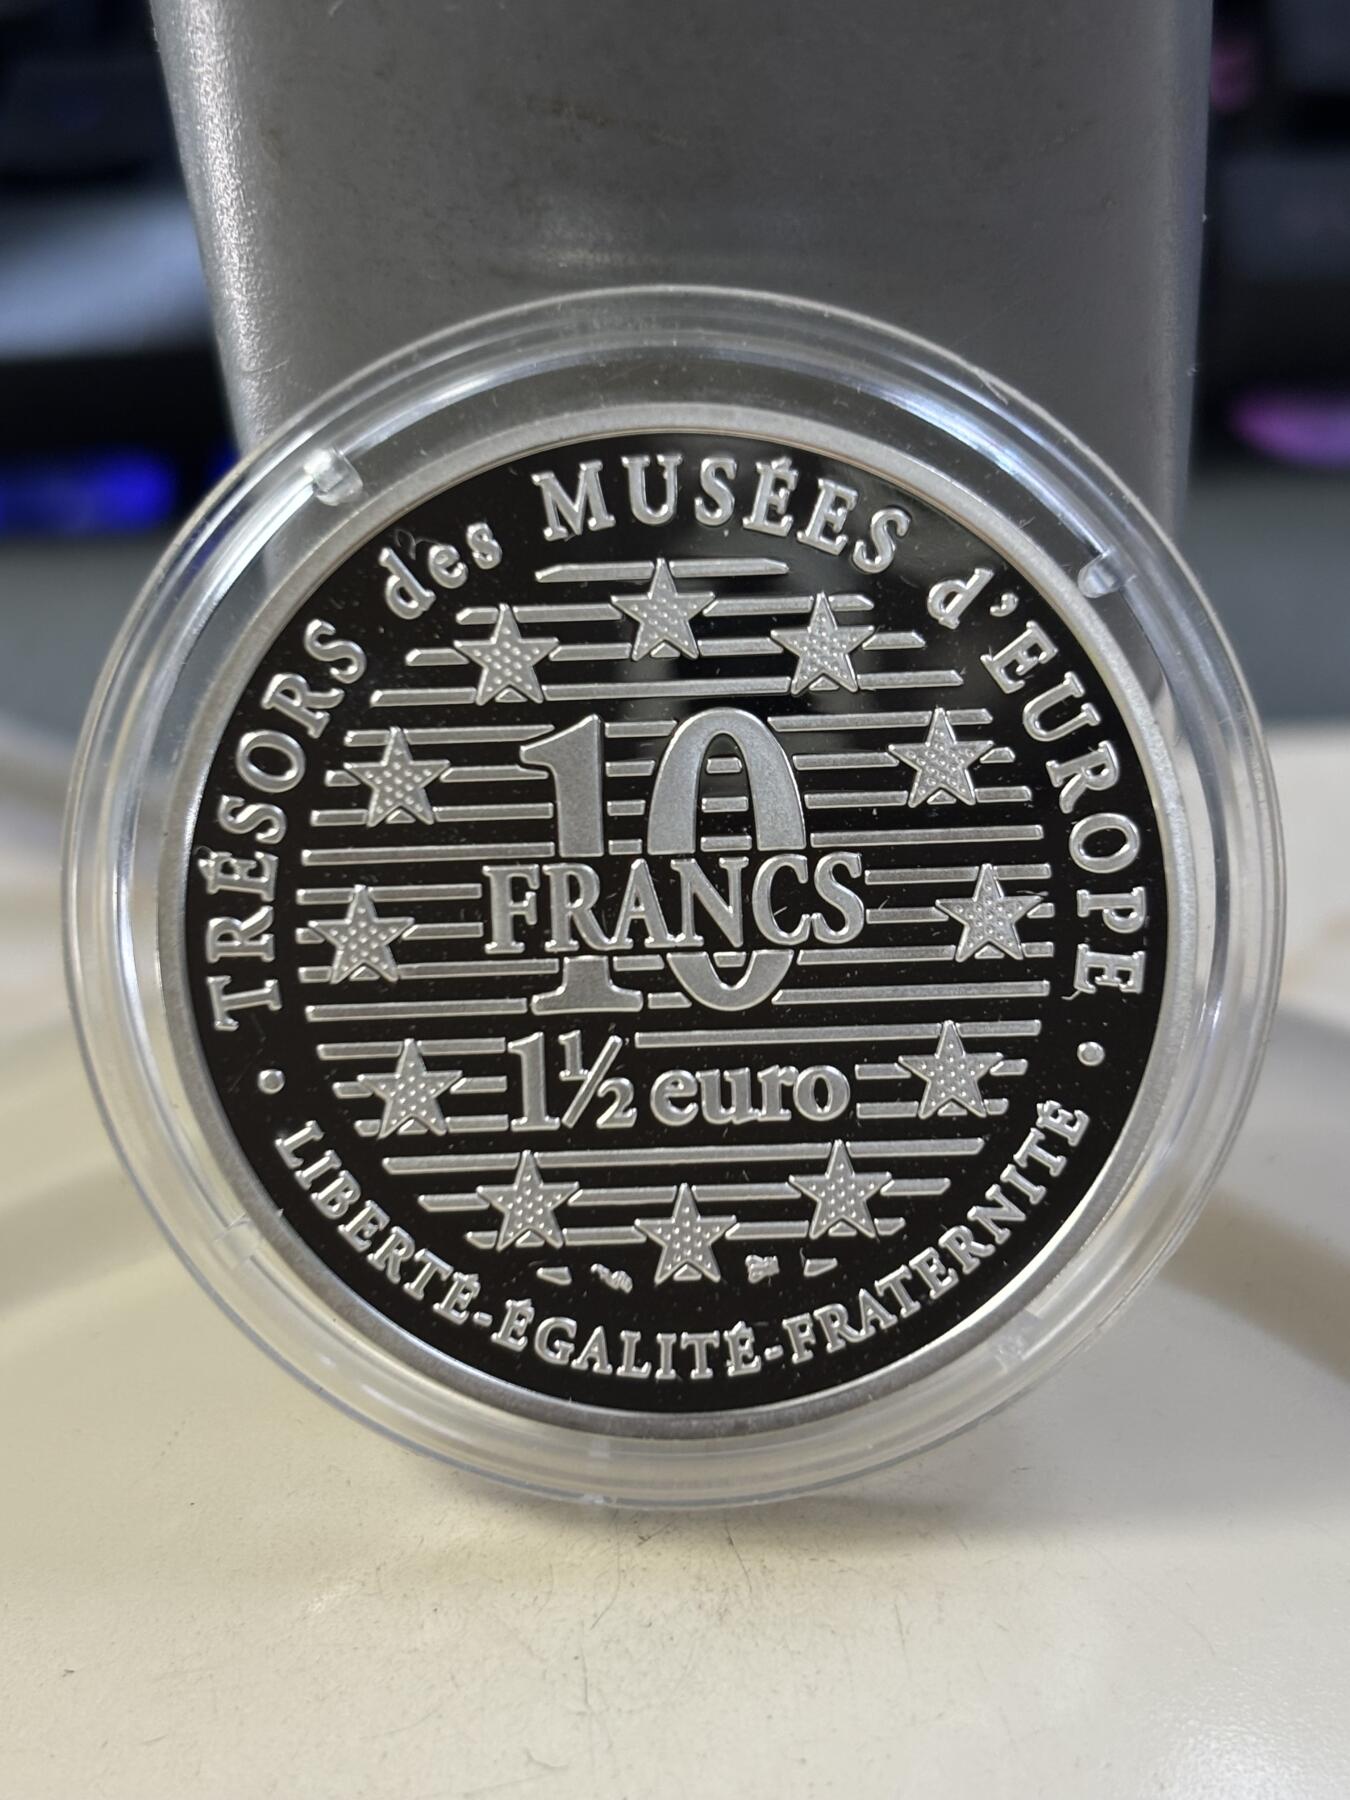 TRÉSORS des MUSÉES d'EUROPE
10
FRANCS
1½ euro
LIBERTÉ-ÉGALITÉ-FRATERNITÉ